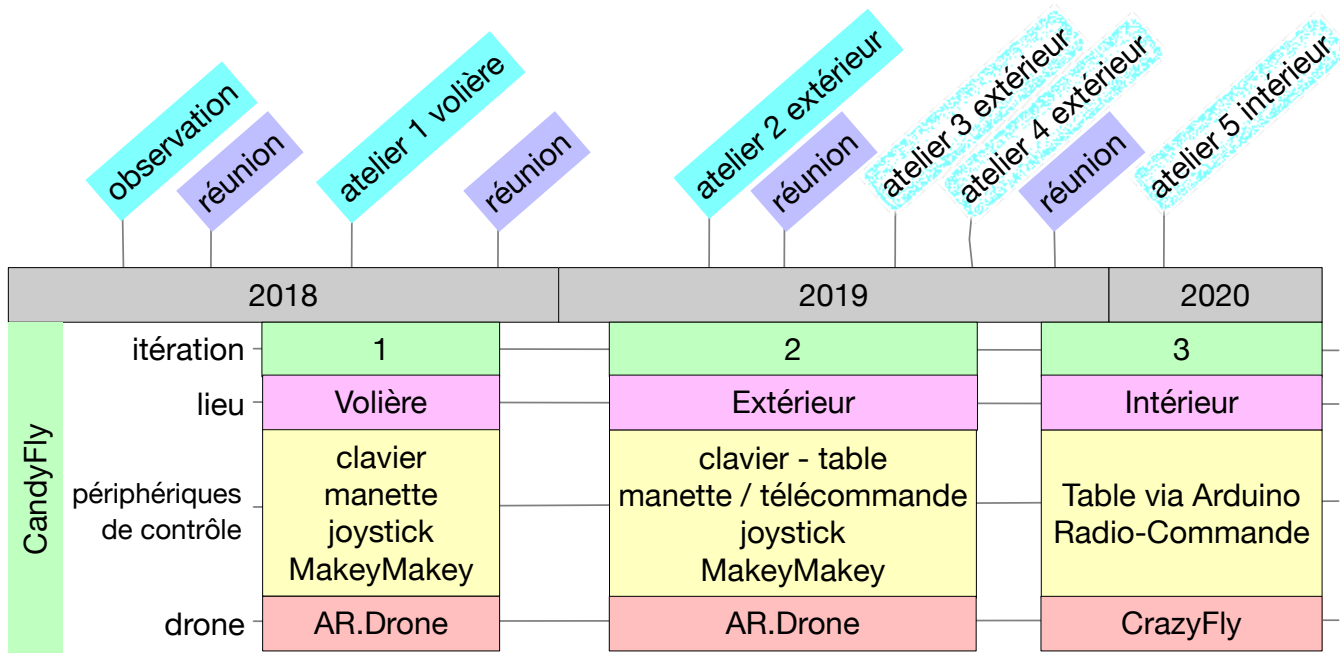 observation
réunion
atelier 1 volière
réunion
atelier 2 extérieur
réunion
atelier 3 extérieur
atelier 4 extérieur
réunion
atelier 5 intérieur
2018
2019
2020
CandyFly
itération
1
2
3
lieu
Volière
Extérieur
Intérieur
périphériques
de contrôle
clavier
manette
joystick
MakeyMakey
clavier - table
manette / télécommande
joystick
MakeyMakey
Table via Arduino
Radio-Commande
drone
AR.Drone
AR.Drone
CrazyFly